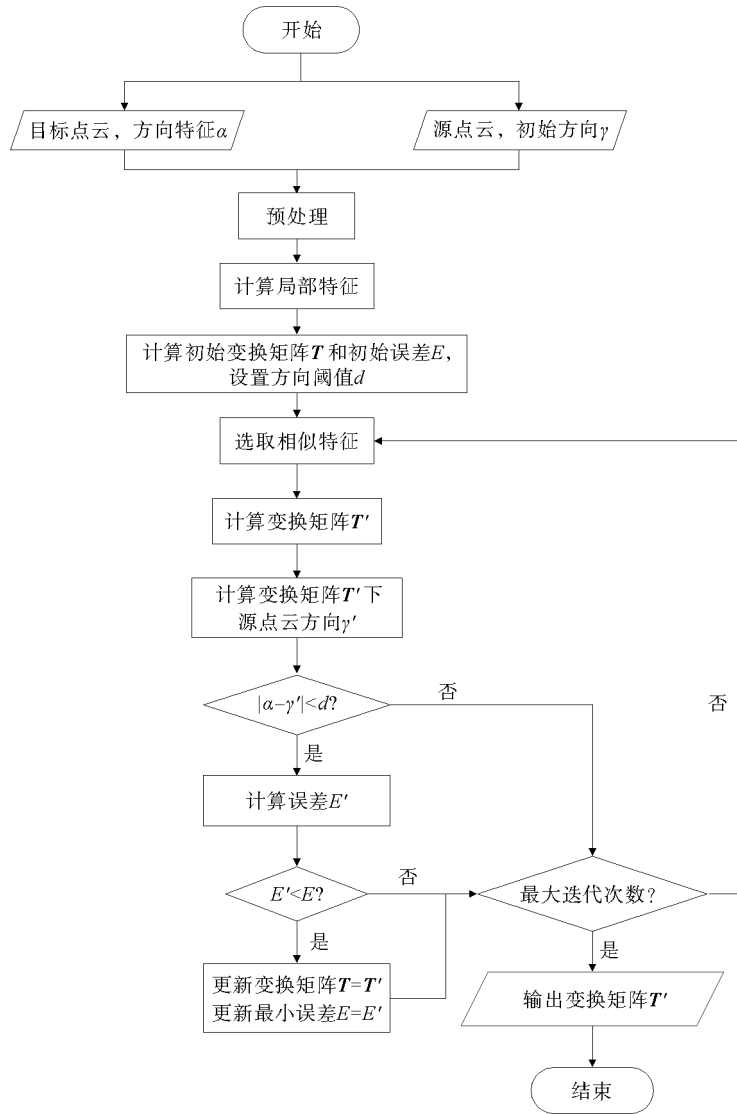 开始
目标点云，方向特征α
源点云，初始方向γ
预处理
计算局部特征
计算初始变换矩阵T 和初始误差E，
设置方向阈值d
选取相似特征
计算变换矩阵T′
计算变换矩阵T′下
源点云方向γ′
|α−γ′|<d?
否
否
是
计算误差E′
E′<E?
否
最大迭代次数？
是
是
更新变换矩阵T=T′
更新最小误差E=E′
输出变换矩阵T′
结束